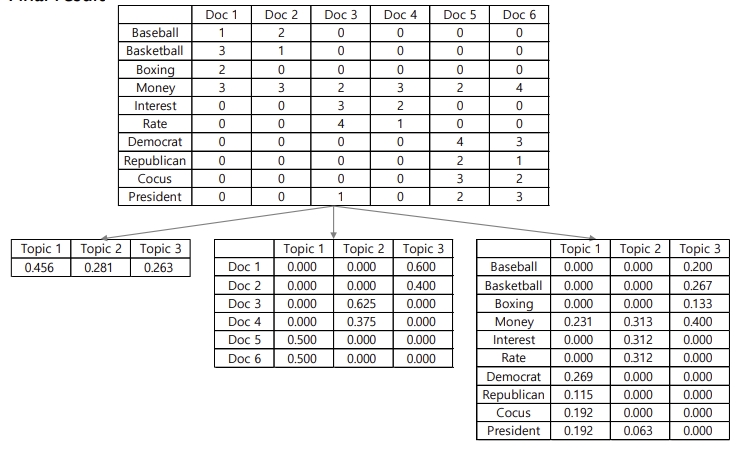 Doc 1 Doc 2 Doc 3 Doc 4 Doc 5 Doc 6
Baseball 1 2 0 0 0 0
Basketball 3 1 0 0 0 0
Boxing 2 0 0 0 0 0
Money 3 3 2 3 2 4
Interest 0 0 3 2 0 0
Rate 0 0 4 1 0 0
Democrat 0 0 0 0 4 3
Republican 0 0 0 0 2 1
Cocus 0 0 0 0 3 2
President 0 0 1 0 2 3
Topic 1 Topic 2 Topic 3
0.456 0.281 0.263
Topic 1 Topic 2 Topic 3
Doc 1 0.000 0.000 0.600
Doc 2 0.000 0.000 0.400
Doc 3 0.000 0.625 0.000
Doc 4 0.000 0.375 0.000
Doc 5 0.500 0.000 0.000
Doc 6 0.500 0.000 0.000
Topic 1 Topic 2 Topic 3
Baseball 0.000 0.000 0.200
Basketball 0.000 0.000 0.267
Boxing 0.000 0.000 0.133
Money 0.231 0.313 0.400
Interest 0.000 0.312 0.000
Rate 0.000 0.312 0.000
Democrat 0.269 0.000 0.000
Republican 0.115 0.000 0.000
Cocus 0.192 0.000 0.000
President 0.192 0.063 0.000